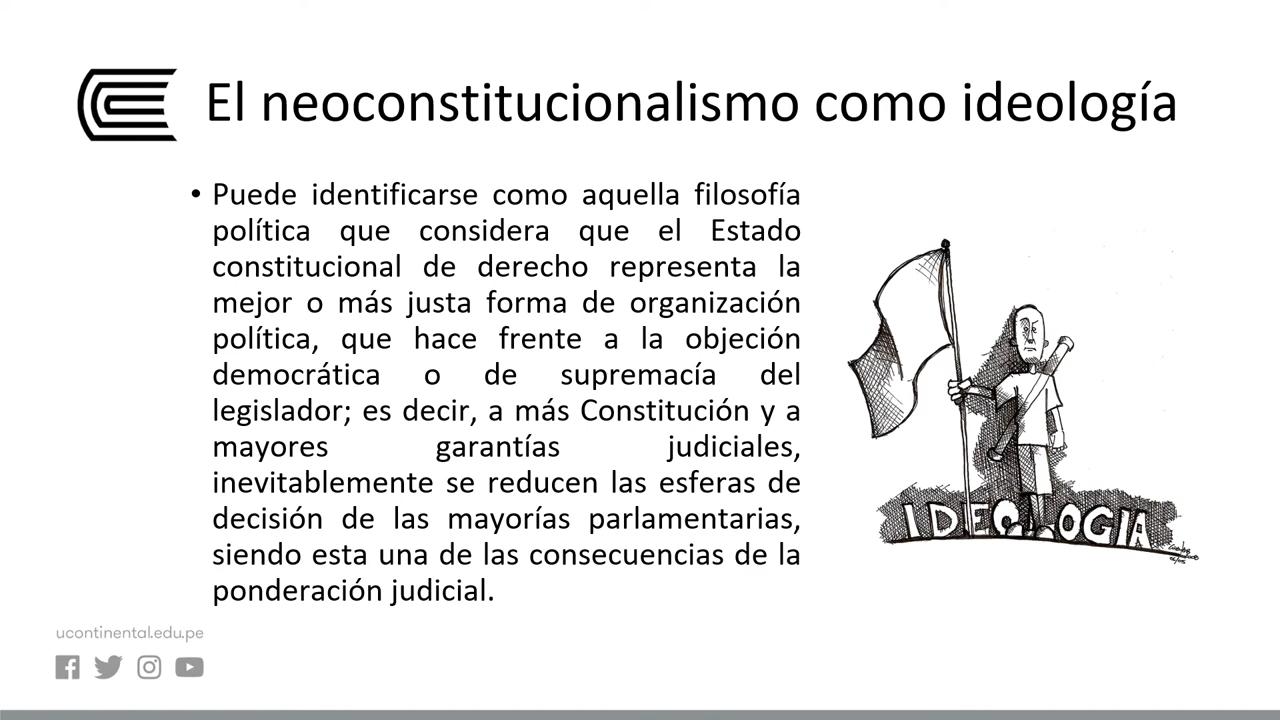 El neoconstitucionalismo como ideología
• Puede identificarse como aquella filosofía
política que considera que el Estado
constitucional de derecho representa la
mejor o más justa forma de organización
política, que hace frente a la objeción
democrática o de supremacía del
legislador; es decir, a más Constitución y a
mayores garantías judiciales,
inevitablemente se reducen las esferas de
decisión de las mayorías parlamentarias,
siendo esta una de las consecuencias de la
ponderación judicial.
IDEOLOGIA
ucontinental.edu.pe